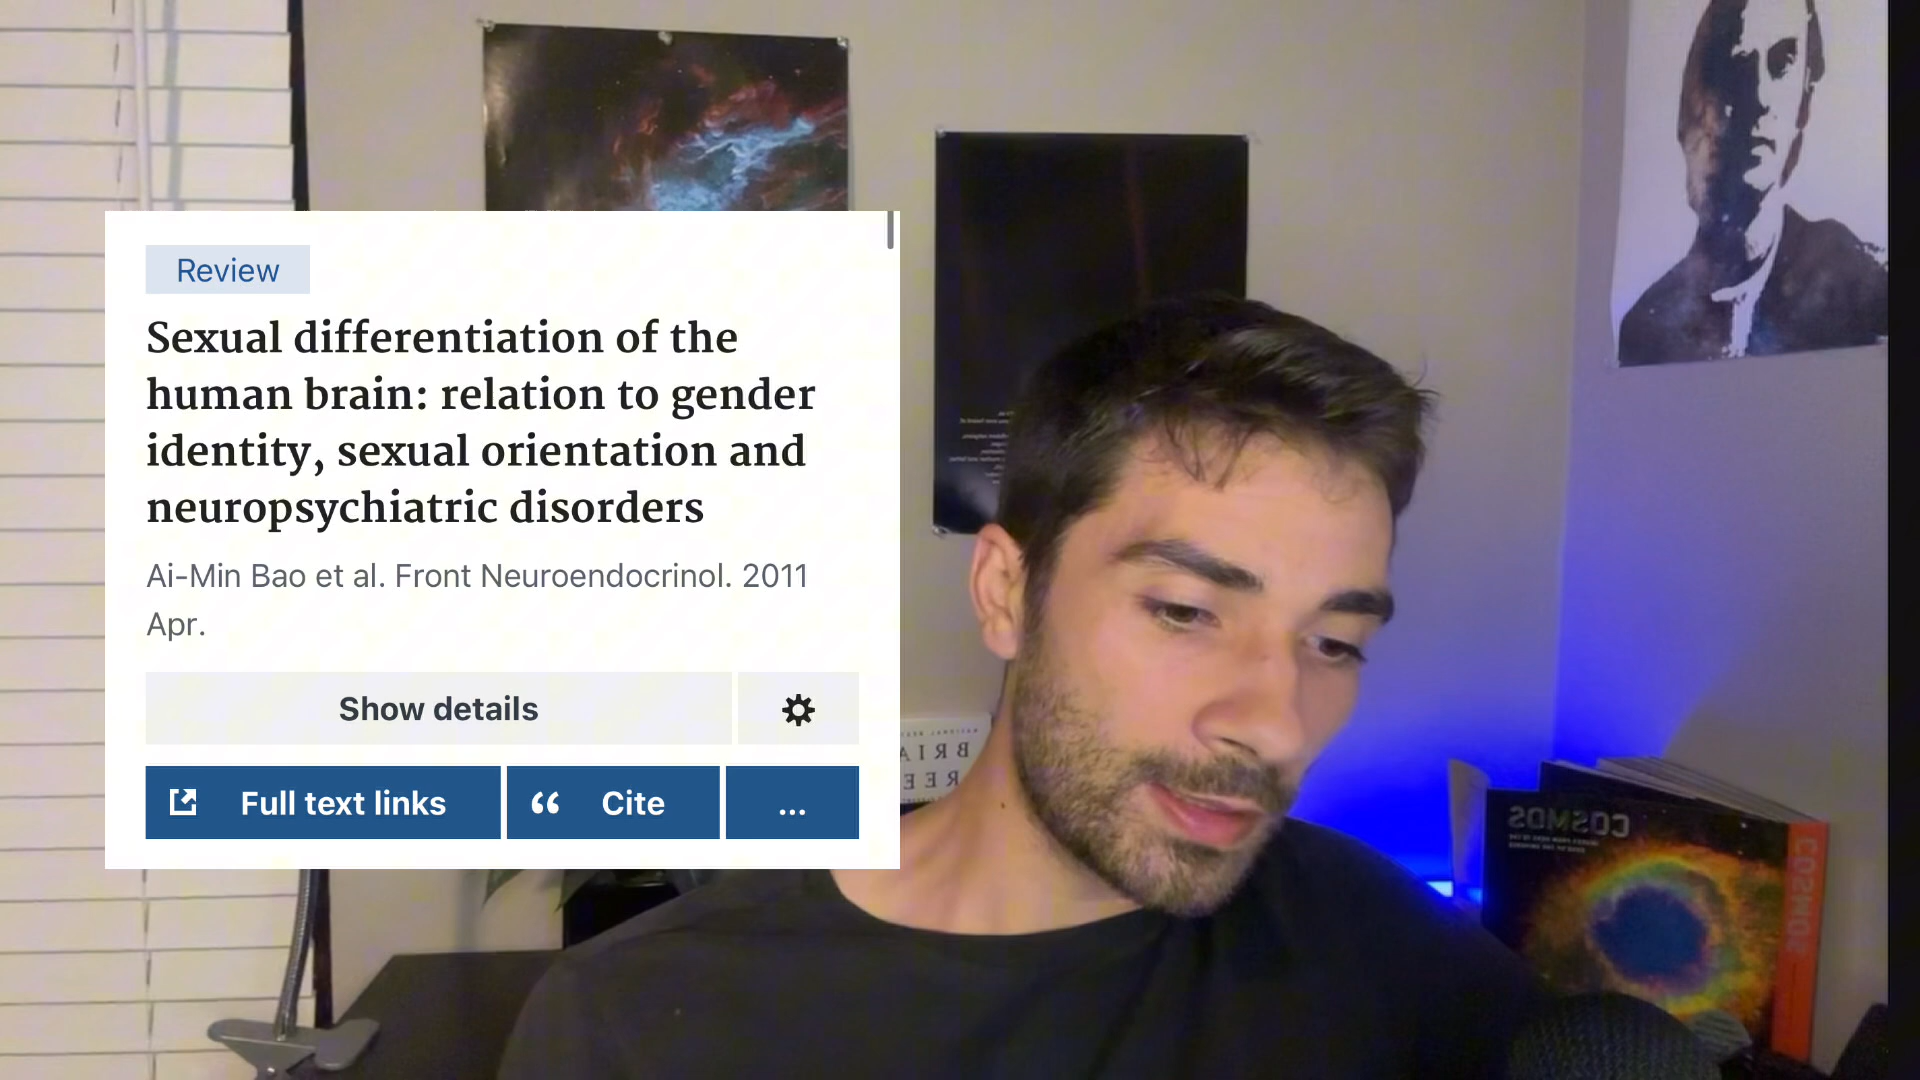 Review
Sexual differentiation of the
human brain: relation to gender
identity, sexual orientation and
neuropsychiatric disorders
Ai-Min Bao et al. Front Neuroendocrinol. 2011
Apr.
Show details
Full text links
Cite
...
COSMOS
COSMOS